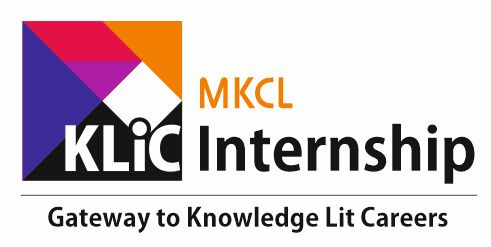 MKCL
KLiC Internship
Gateway to Knowledge Lit Careers